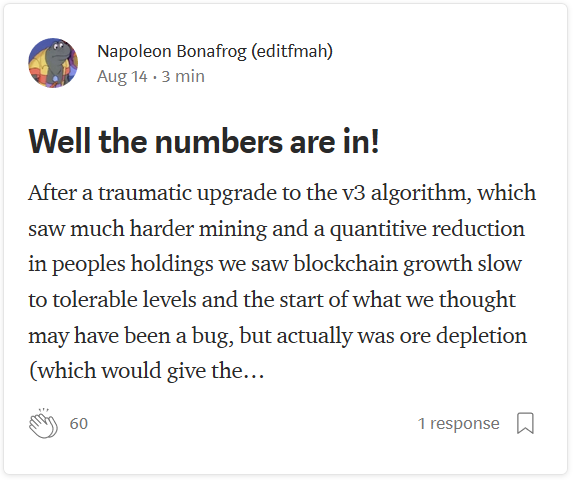 Napoleon Bonafrog (editfmah)
Aug 14 · 3 min
Well the numbers are in!
After a traumatic upgrade to the v3 algorithm, which
saw much harder mining and a quantitive reduction
in peoples holdings we saw blockchain growth slow
to tolerable levels and the start of what we thought
may have been a bug, but actually was ore depletion
(which would give the…
60
1 response